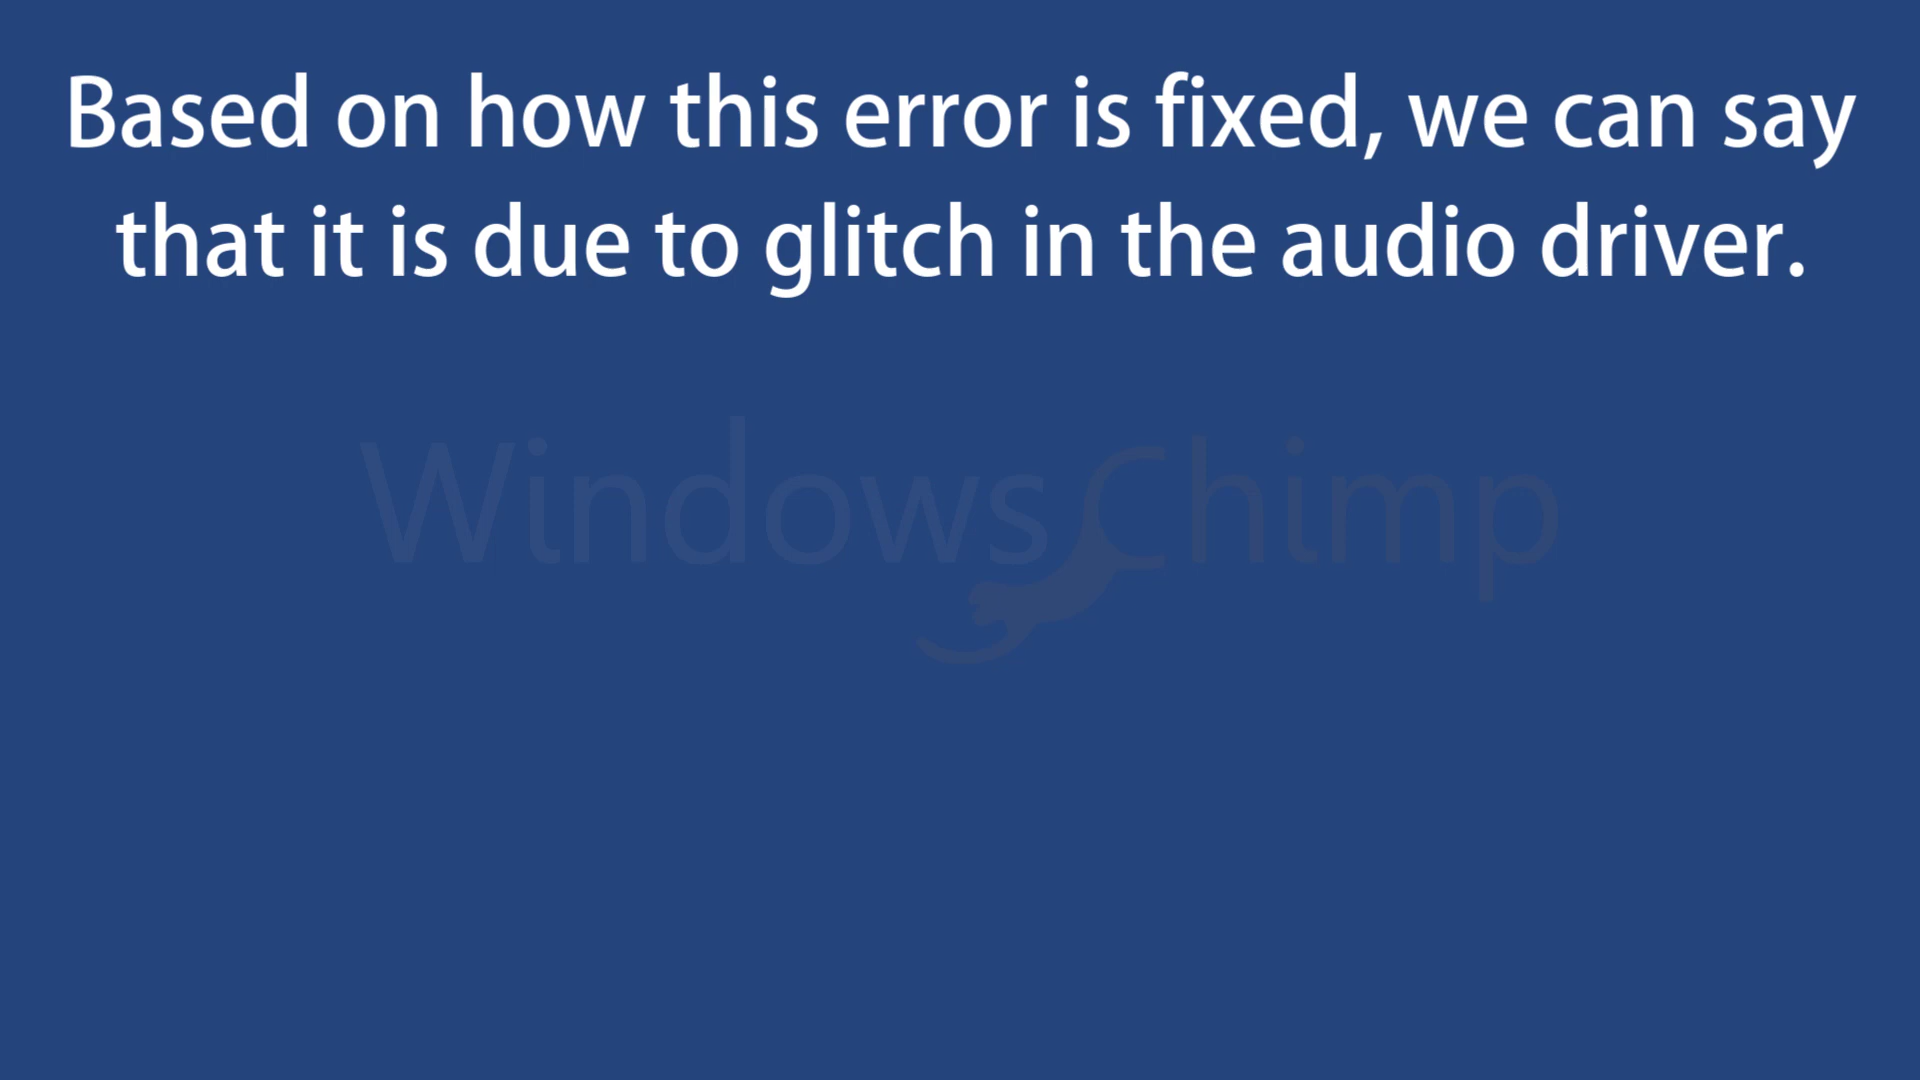 Based on how this error is fixed, we can say
that it is due to glitch in the audio driver.
WindowsChimp